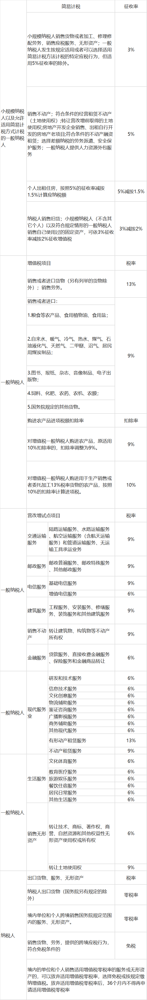 简易计税
征收率
小规模纳税
人以及允许
适用简易计
税方式计税
的一般纳税
人
小规模纳税人销售货物或者加工、修理修
配劳务，销售应税服务、无形资产；一般
纳税人发生按规定适用或者可以选择适用
简易计税方法计税的特定应税行为，但适
用5%征收率的除外。
3%
销售不动产；符合条件的经营租赁不动产
（土地使用权）;转让营改增前取得的土地
使用权;房地产开发企业销售、出租自行开
发的房地产老项目;符合条件的不动产融资
租赁；选择差额纳税的劳务派遣、安全保
护服务；一般纳税人提供人力资源外包服
务
5%
个人出租住房，按照5%的征收率减按
1.5%计算应纳税额
5%减按1.5%
纳税人销售旧货；小规模纳税人（不含其
它个人）以及符合规定情形的一般纳税人
销售自己使用过的固定资产，可依3%征收
率减按2%征收增值税
3%减按2%
一般纳税人
增值税项目
税率
销售或者进口货物（另有列举的货物除
外）；销售劳务。
13%
销售或者进口：
1.粮食等农产品、食用植物油、食用盐；
2.自来水、暖气、冷气、热水、煤气、石
油液化气、天然气、二甲醚、沼气、居民
用煤炭制品；
3.图书、报纸、杂志、音像制品、电子出
版物；
4.饲料、化肥、农药、农机、农膜；
5.国务院规定的其他货物。
9%
购进农产品进项税额扣除率
扣除率
对增值税一般纳税人购进农产品，原适用
10%扣除率的，扣除率调整为9%。
9%
对增值税一般纳税人购进用于生产销售或
者委托加工13%税率货物的农产品，按照
10%的扣除率计算进项税。
10%
一般纳税人
营改增试点项目
税率
交通运输
服务
陆路运输服务、水路运输服务
、航空运输服务（含航天运输
服务）和管道运输服务、无运
输工具承运业务
9%
邮政服务
邮政普遍服务、邮政特殊服务
、其他邮政服务
9%
电信服务
基础电信服务
9%
增值电信服务
6%
建筑服务
工程服务、安装服务、修缮服
务、装饰服务和其他建筑服务
9%
销售不动
产
转让建筑物、构筑物等不动产
所有权
9%
金融服务
贷款服务、直接收费金融服务
、保险服务和金融商品转让
6%
一般纳税人
现代服务
业
研发和技术服务
6%
信息技术服务
6%
文化创意服务
6%
物流辅助服务
6%
鉴证咨询服务
6%
广播影视服务
6%
商务辅助服务
6%
其他现代服务
6%
有形动产租赁服务
13%
不动产租赁服务
9%
一般纳税人
生活服务
文化体育服务
6%
教育医疗服务
6%
旅游娱乐服务
6%
餐饮住宿服务
6%
居民日常服务
6%
其他生活服务
6%
销售无形
资产
转让技术、商标、著作权、商
誉、自然资源和其他权益性无
形资产使用权或所有权
6%
转让土地使用权
9%
纳税人
出口货物、服务、无形资产
税率
纳税人出口货物（国务院另有规定的除
外）
零税率
境内单位和个人跨境销售国务院规定范围
内的服务、无形资产。
零税率
销售货物、劳务，提供的跨境应税行为，
符合免税条件的
免税
境内的单位和个人销售适用增值税零税率的服务或无形资
产的，可以放弃适用增值税零税率，选择免税或按规定缴
纳增值税。放弃适用增值税零税率后，36个月内不得再申
请适用增值税零税率